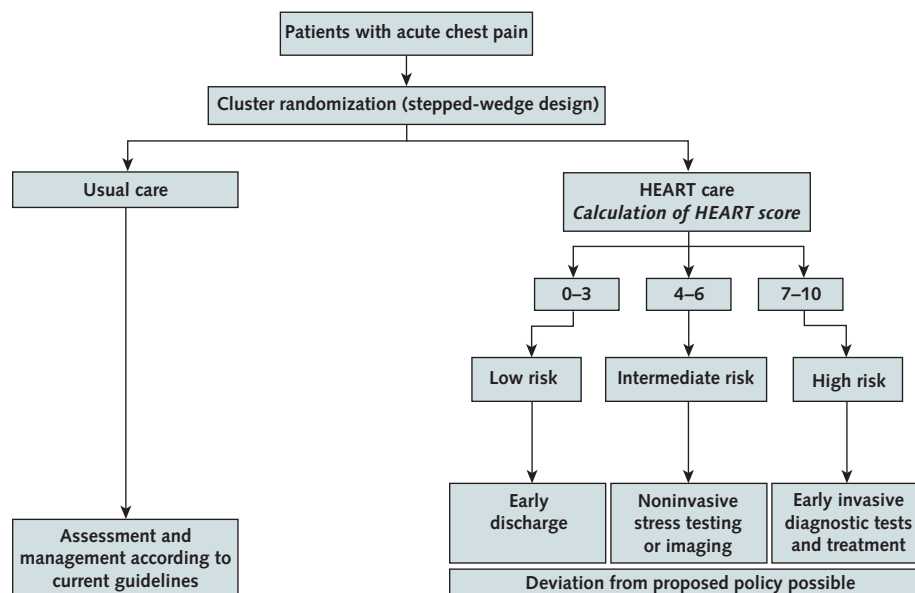 Patients with acute chest pain
Cluster randomization (stepped-wedge design)
Usual care
HEART care
Calculation of HEART score
0–3
4–6
7–10
Low risk
Intermediate risk
High risk
Early
discharge
Noninvasive
stress testing
or imaging
Early invasive
diagnostic tests
and treatment
Assessment and
management according to
current guidelines
Deviation from proposed policy possible